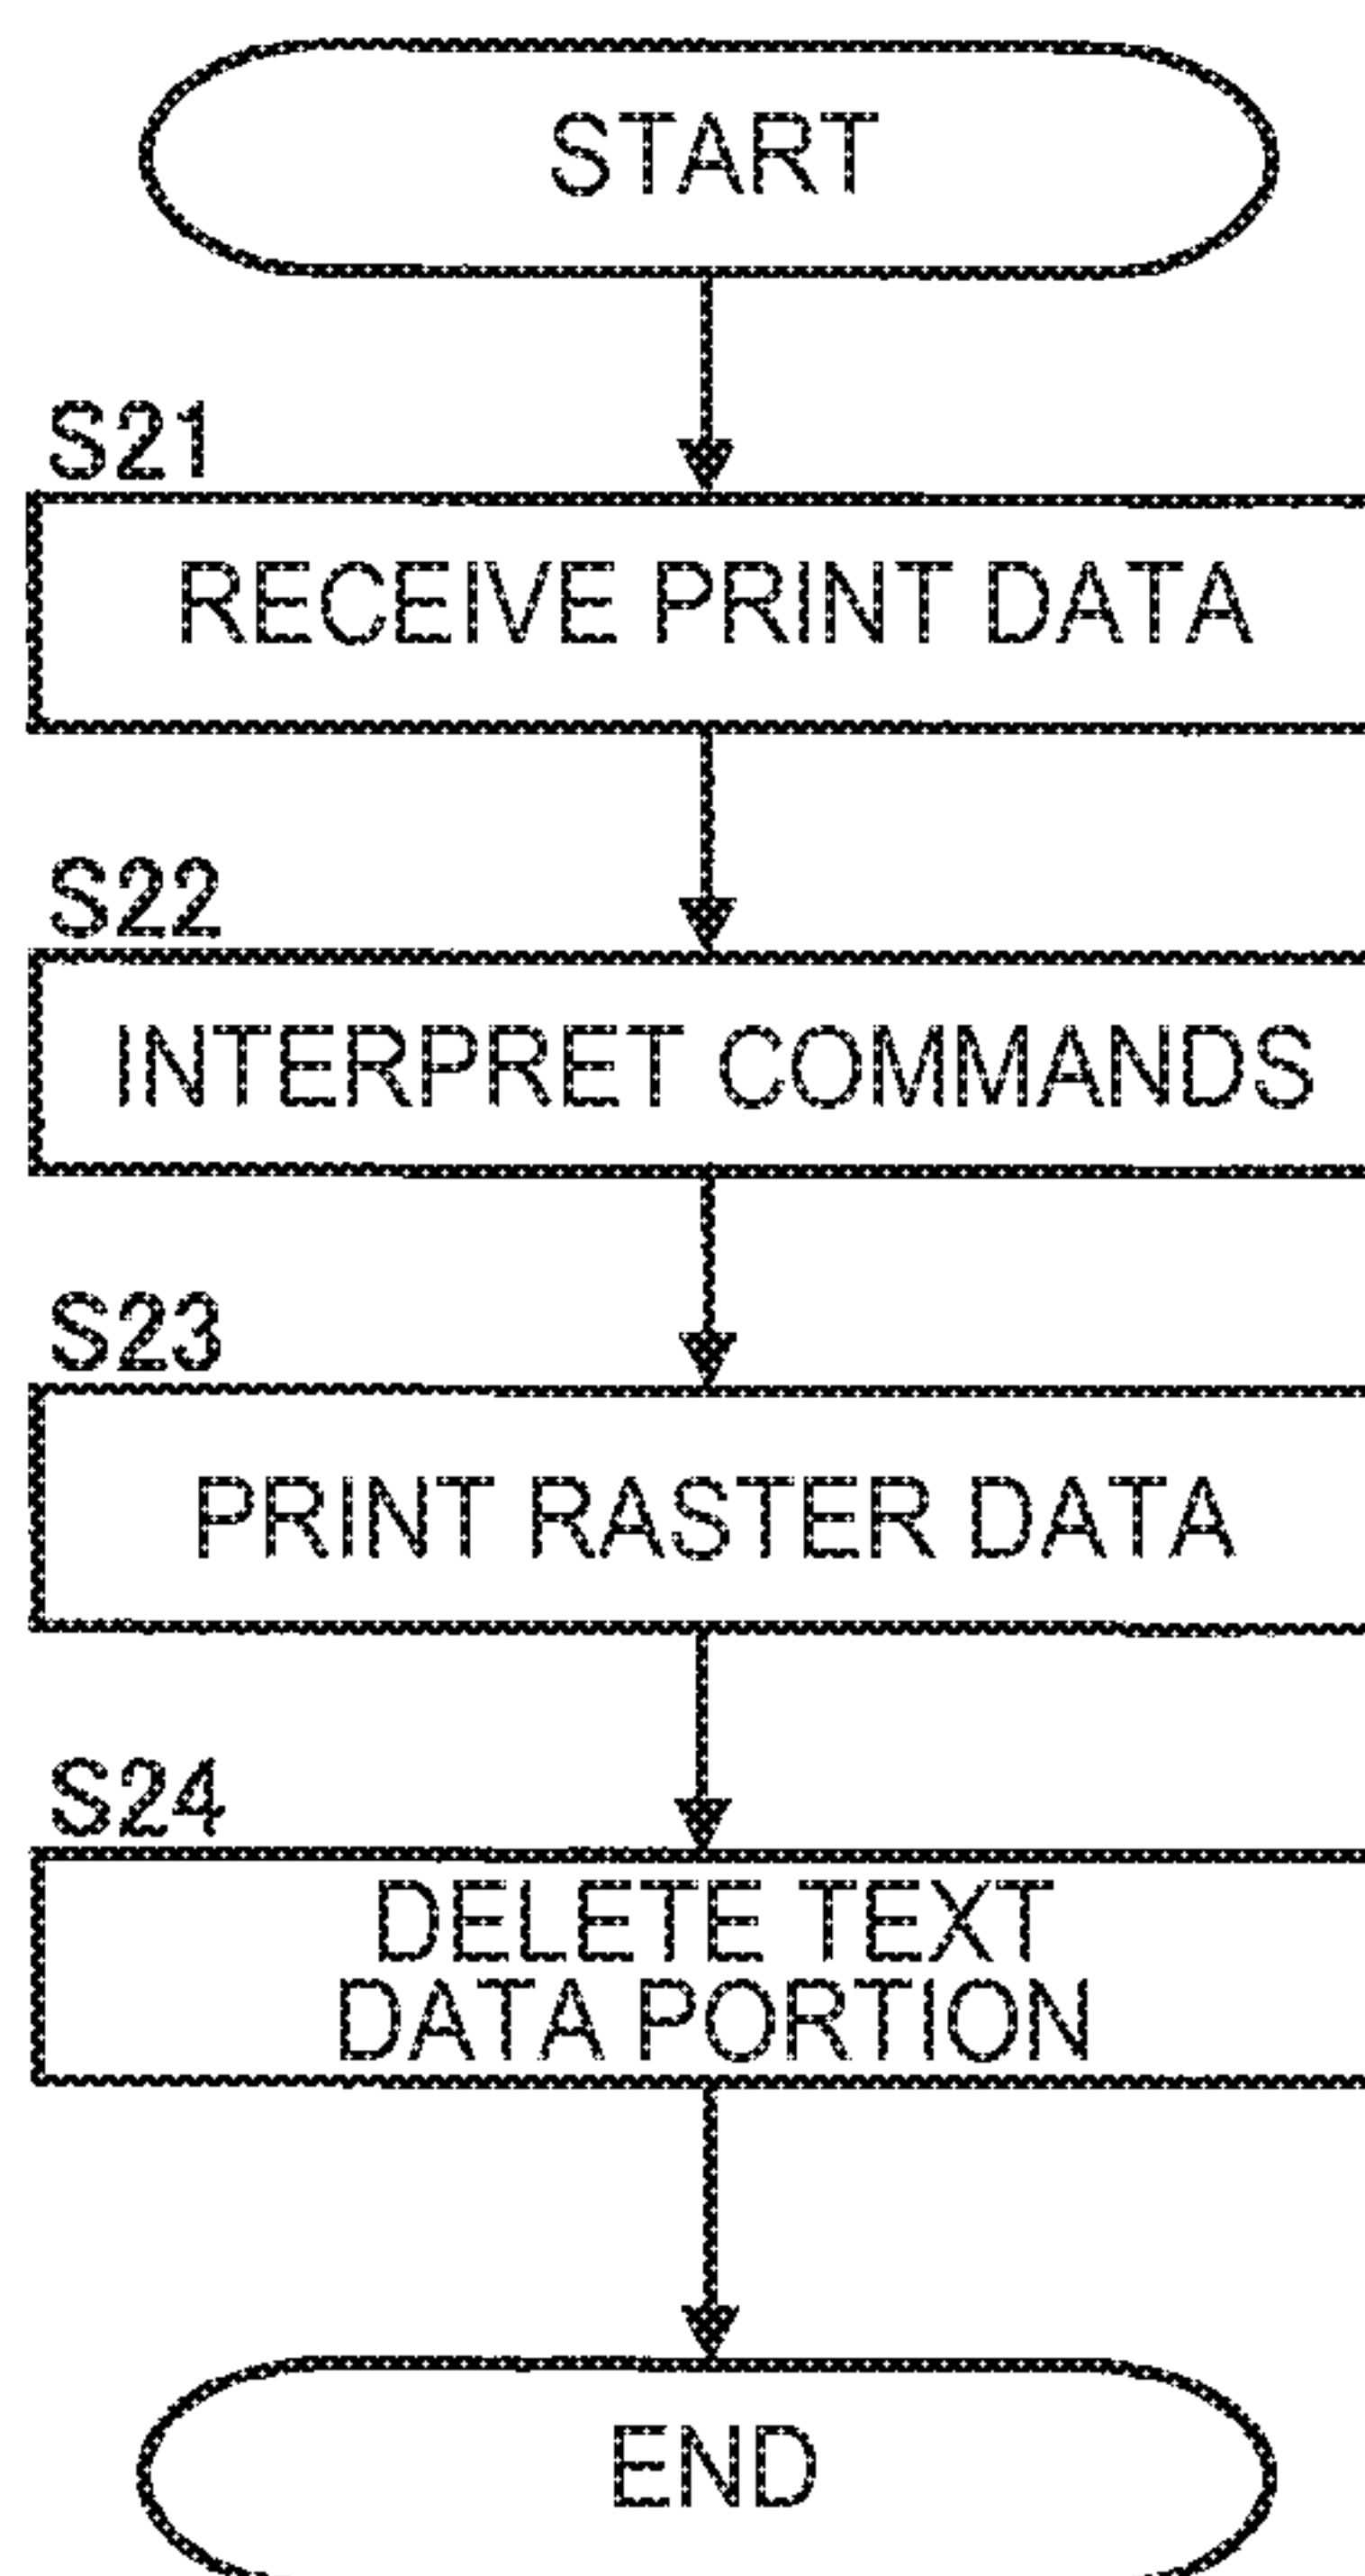 START
S21
RECEIVE PRINT DATA
S22
INTERPRET COMMANDS
S23
PRINT RASTER DATA
S24
DELETE TEXT
DATA PORTION
END